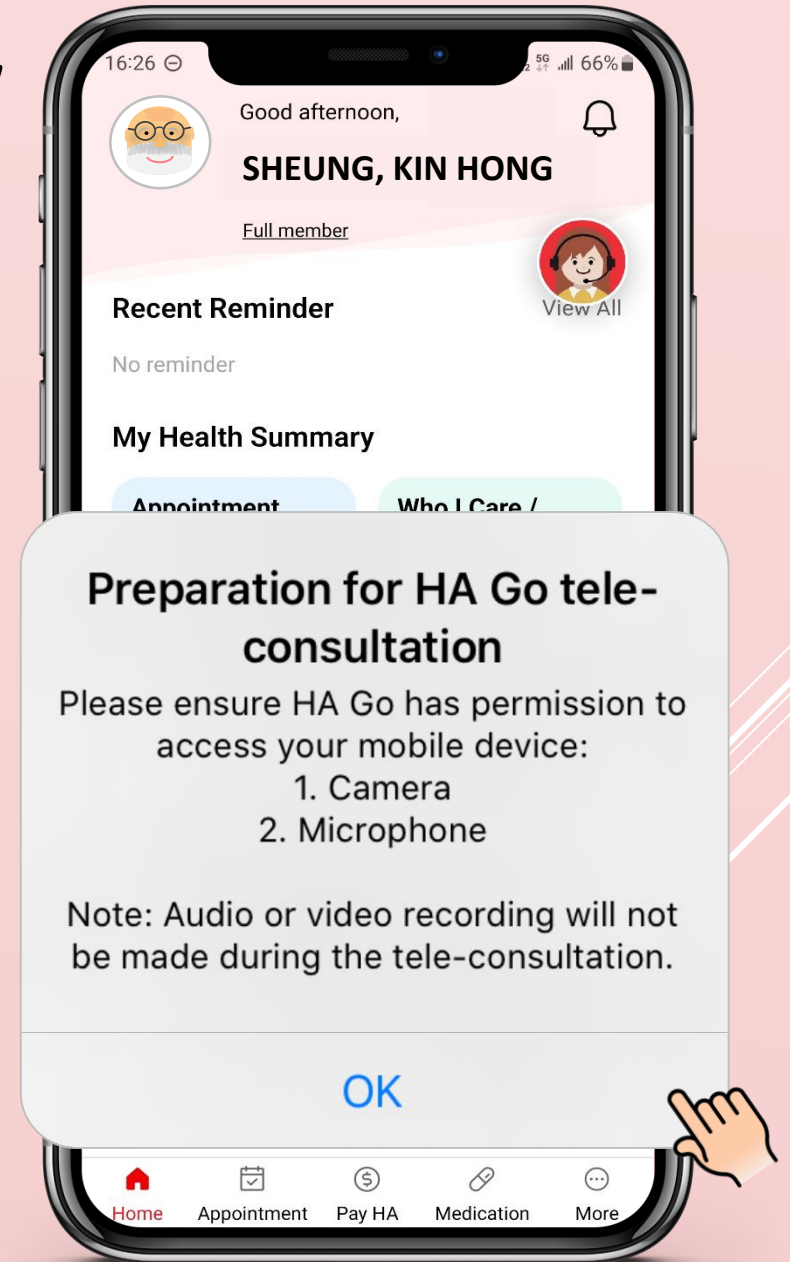 16:26
5G 66%
Good afternoon,
SHEUNG, KIN HONG
Full member
Recent Reminder
View All
No reminder
My Health Summary
Appointment Who I Care /
Preparation for HA Go tele-
consultation
Please ensure HA Go has permission to
access your mobile device:
1. Camera
2. Microphone
Note: Audio or video recording will not
be made during the tele-consultation.
OK
Home Appointment Pay HA Medication More